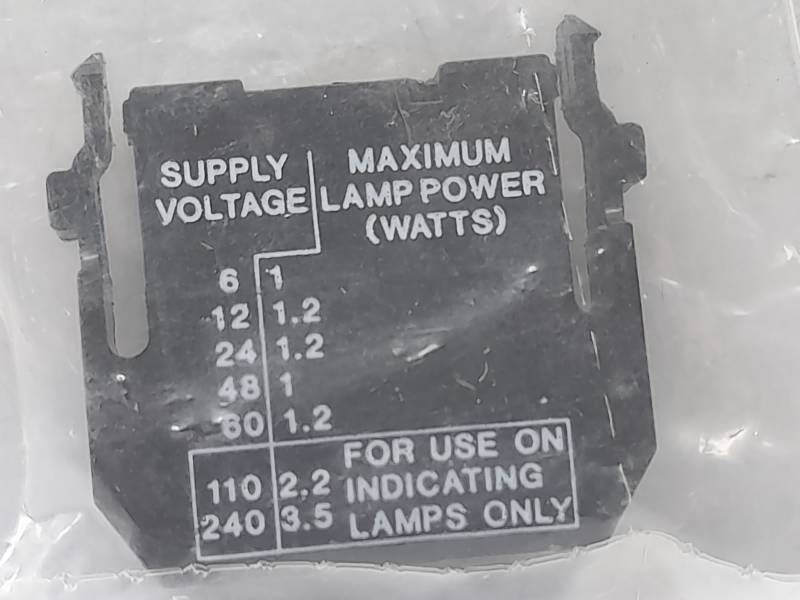 SUPPLY MAXIMUM
VOLTAGE LAMP POWER
(WATTS)
6 1
12 1.2
24 1.2
48 1
60 1.2
FOR USE ON
110 2.2 INDICATING
240 3.5 LAMPS ONLY